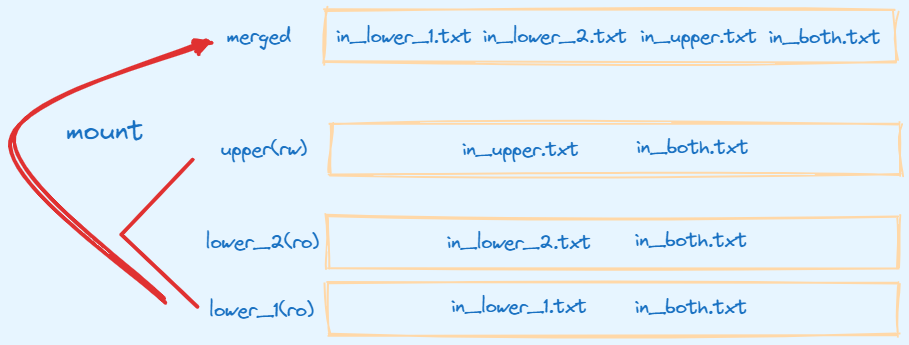 merged in_lower_1.txt in_lower_2.txt in_upper.txt in_both.txt
mount
upper(rw) in_upper.txt in_both.txt
lower_2(ro) in_lower_2.txt in_both.txt
lower_1(ro) in_lower_1.txt in_both.txt